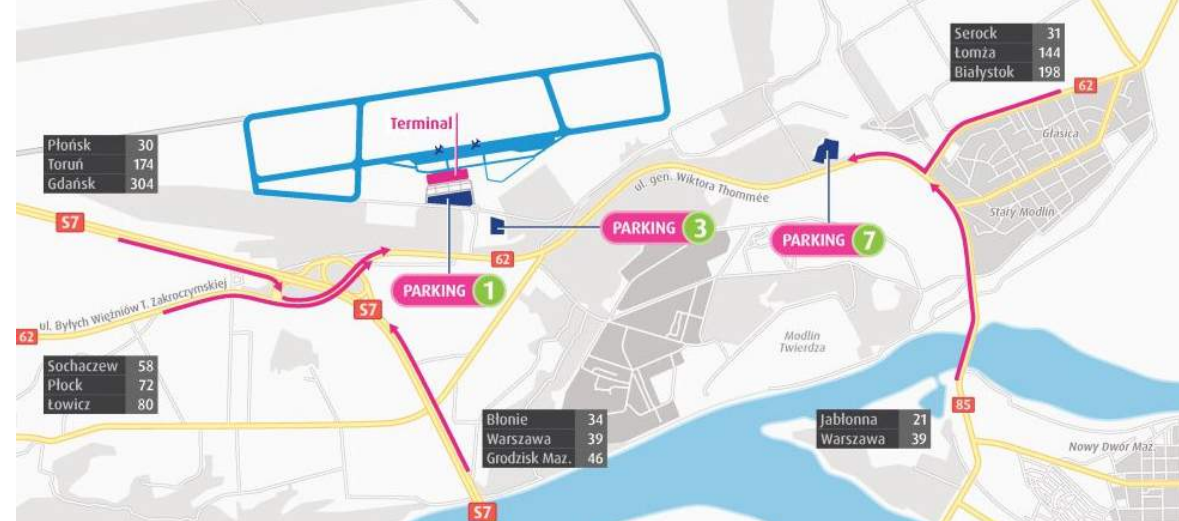 Serock 31
Łomża 144
Białystok 198
62
Głasica
Terminal
Płońsk 30
Toruń 174
Gdańsk 304
ul. gen. Wiktora Thommée
S7
Stary Modlin
PARKING 3
PARKING 7
62
PARKING 1
ul. Byłych Więźniów T. Zakroczymskiej
S7
62
Modlin
Twierdza
Sochaczew 58
Płock 72
Łowicz 80
85
Błonie 34
Warszawa 39
Grodzisk Maz. 46
Jabłonna 21
Warszawa 39
Nowy Dwór Maz.
S7